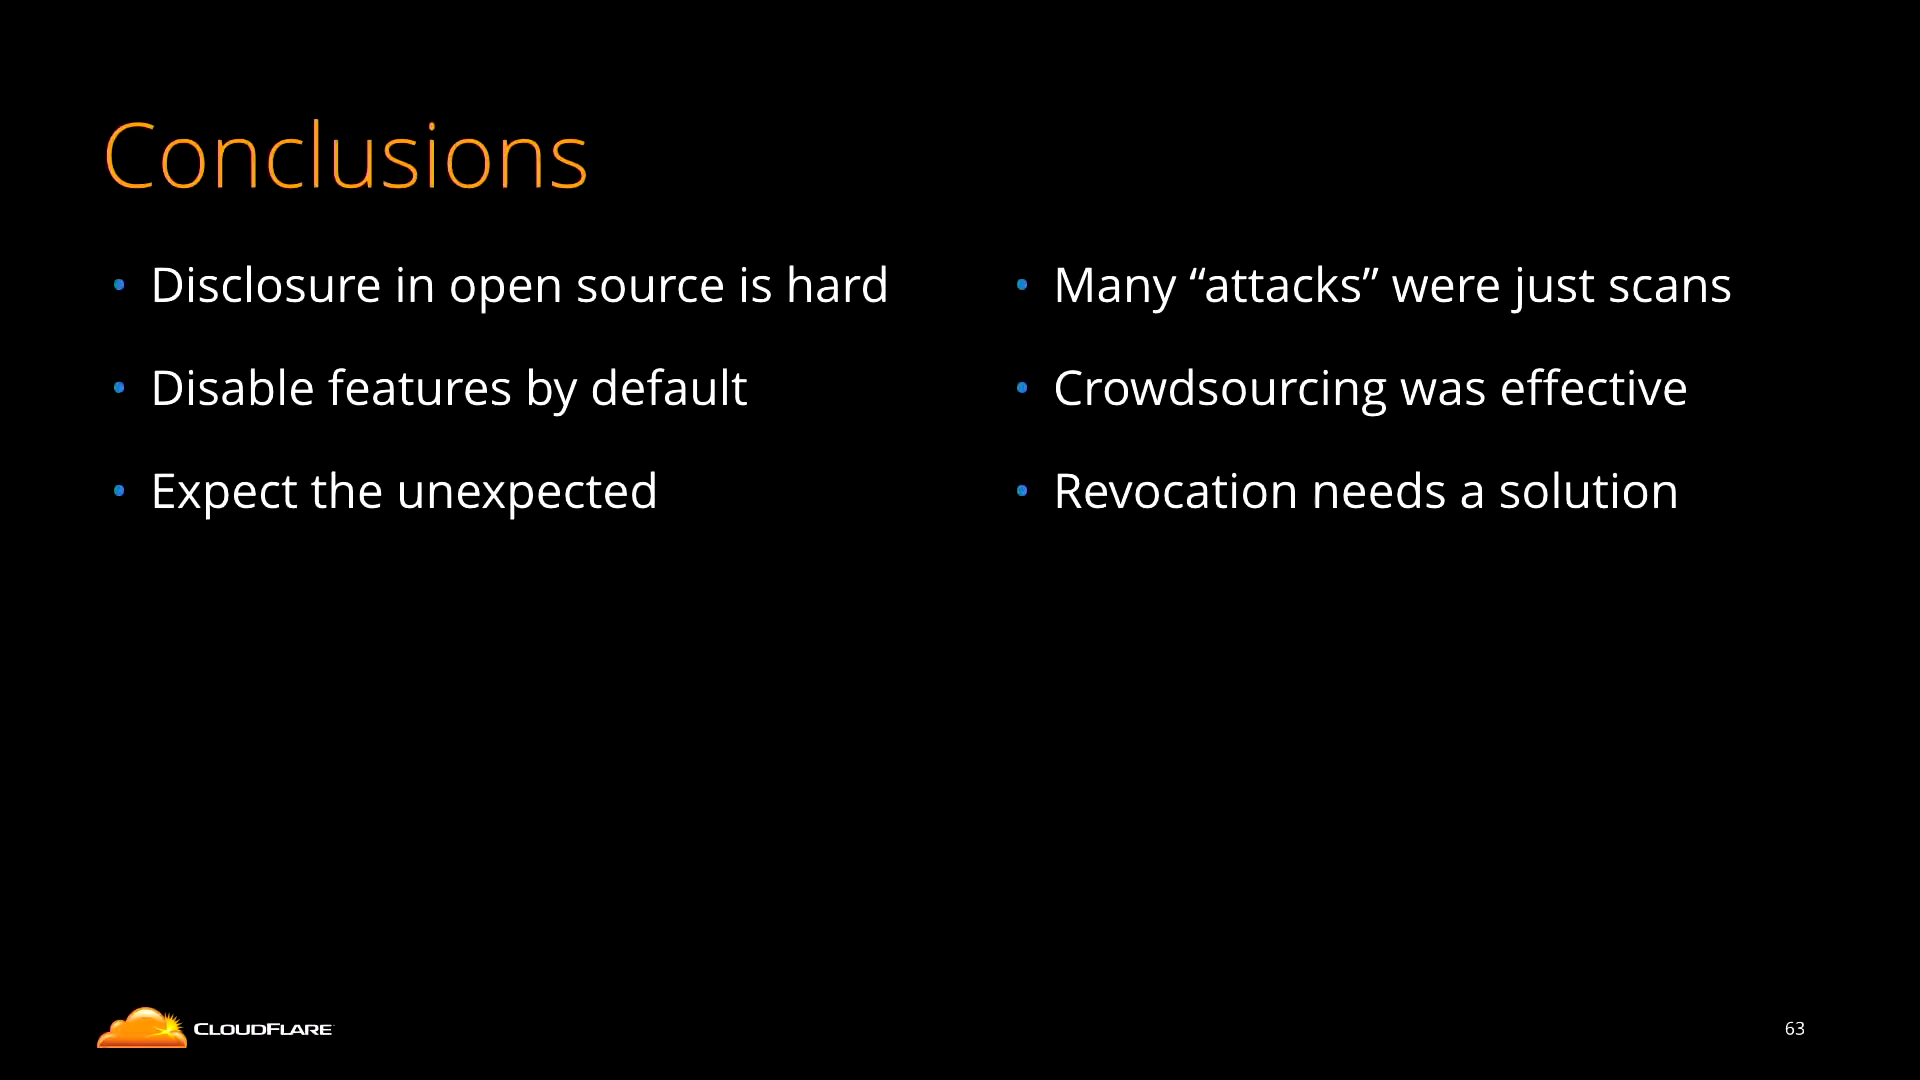 Conclusions
• Disclosure in open source is hard
• Disable features by default
• Expect the unexpected
• Many “attacks” were just scans
• Crowdsourcing was effective
• Revocation needs a solution
CLOUDFLARE
63